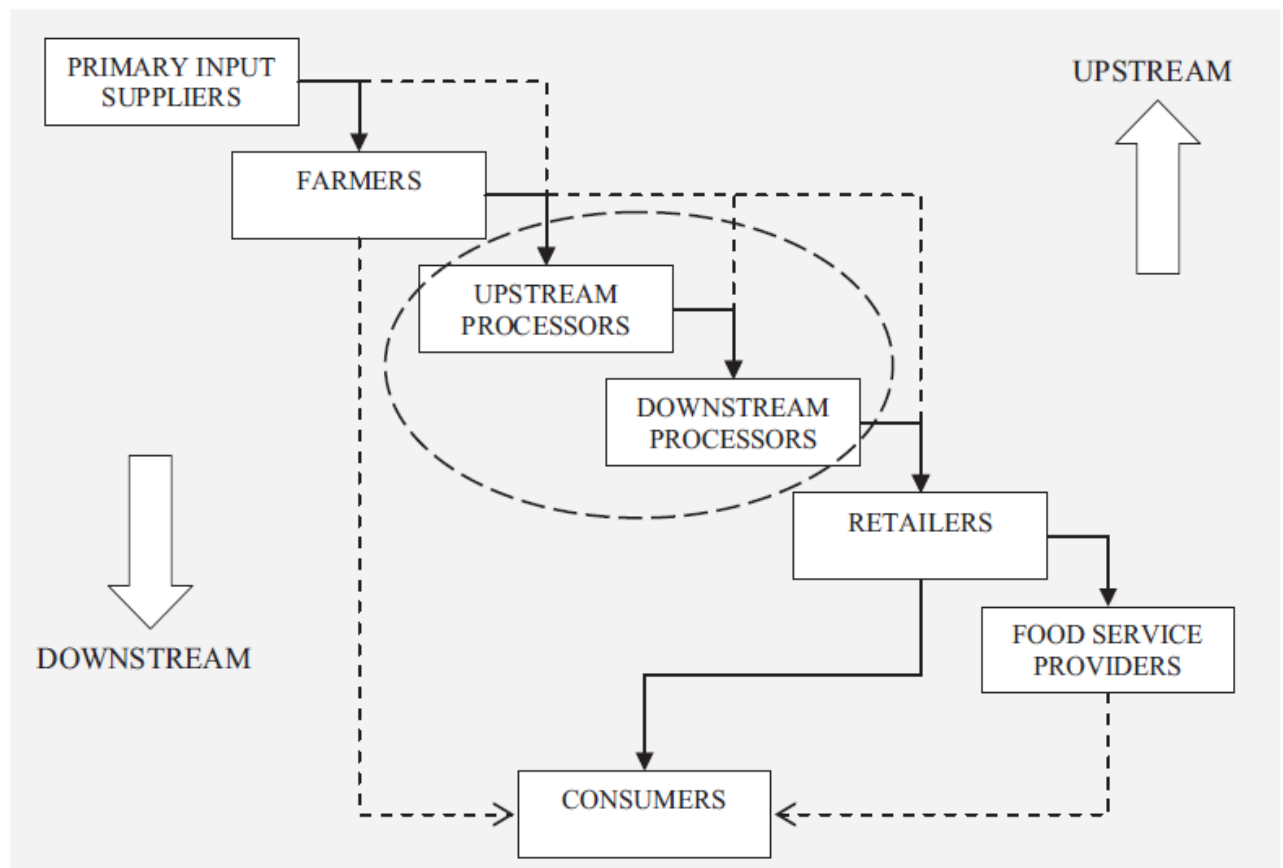 PRIMARY INPUT
SUPPLIERS
UPSTREAM
FARMERS
UPSTREAM
PROCESSORS
DOWNSTREAM
PROCESSORS
RETAILERS
FOOD SERVICE
PROVIDERS
DOWNSTREAM
CONSUMERS